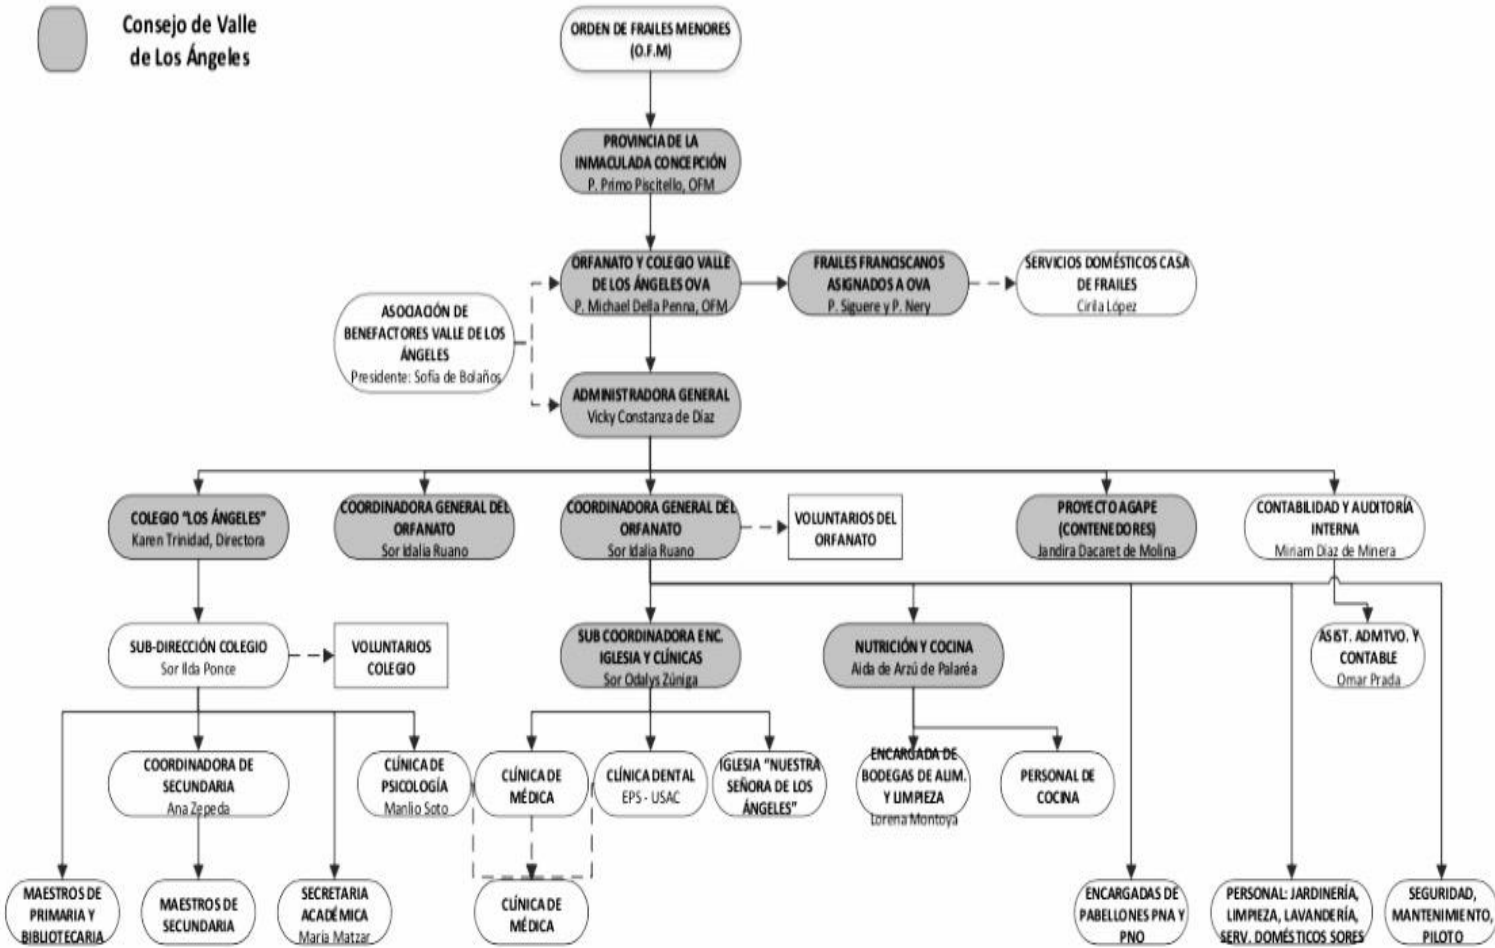 Consejo de Valle
de Los Ángeles
ORDEN DE FRAILES MENORES
(O.F.M)
PROVINCIA DE LA
INMACULADA CONCEPCIÓN
P. Primo Piscitello, OFM
ORFANATO Y COLEGIO VALLE
DE LOS ÁNGELES OVA
P. Michael Della Penna, OFM
FRAILES FRANCISCANOS
ASIGNADOS A OVA
P. Siguere y P. Nery
SERVICIOS DOMÉSTICOS CASA
DE FRAILES
Cirila López
ASOCIACIÓN DE
BENEFACTORES VALLE DE LOS
ÁNGELES
Presidente: Sofía de Bolaños
ADMINISTRADORA GENERAL
Vicky Constanza de Díaz
COLEGIO "LOS ÁNGELES"
Karen Trinidad, Directora
COORDINADORA GENERAL DEL
ORFANATO
Sor Idalia Ruano
COORDINADORA GENERAL DEL
ORFANATO
Sor Idalia Ruano
VOLUNTARIOS DEL
ORFANATO
PROYECTO AGAPE
(CONTENEDORES)
Jandira Dacaret de Molina
CONTABILIDAD Y AUDITORÍA
INTERNA
Miriam Díaz de Minera
SUB-DIRECCIÓN COLEGIO
Sor Ilda Ponce
VOLUNTARIOS
COLEGIO
SUB COORDINADORA ENC.
IGLESIA Y CLÍNICAS
Sor Odalys Zúniga
NUTRICIÓN Y COCINA
Aida de Arzú de Palaréa
ASIST. ADMTVO. Y
CONTABLE
Omar Prada
COORDINADORA DE
SECUNDARIA
Ana Zepeda
CLÍNICA DE
PSICOLOGÍA
Manlio Soto
CLÍNICA DE
MÉDICA
CLÍNICA DENTAL
EPS - USAC
IGLESIA "NUESTRA
SEÑORA DE LOS
ÁNGELES"
ENCARGADA DE
BODEGAS DE ALIM.
Y LIMPIEZA
Lorena Montoya
PERSONAL DE
COCINA
MAESTROS DE
PRIMARIA Y
BIBLIOTECARIA
MAESTROS DE
SECUNDARIA
SECRETARIA
ACADÉMICA
María Matzar
CLÍNICA DE
MÉDICA
ENCARGADAS DE
PABELLONES PNA Y
PNO
PERSONAL: JARDINERÍA,
LIMPIEZA, LAVANDERÍA,
SERV. DOMÉSTICOS SORES
SEGURIDAD,
MANTENIMIENTO,
PILOTO